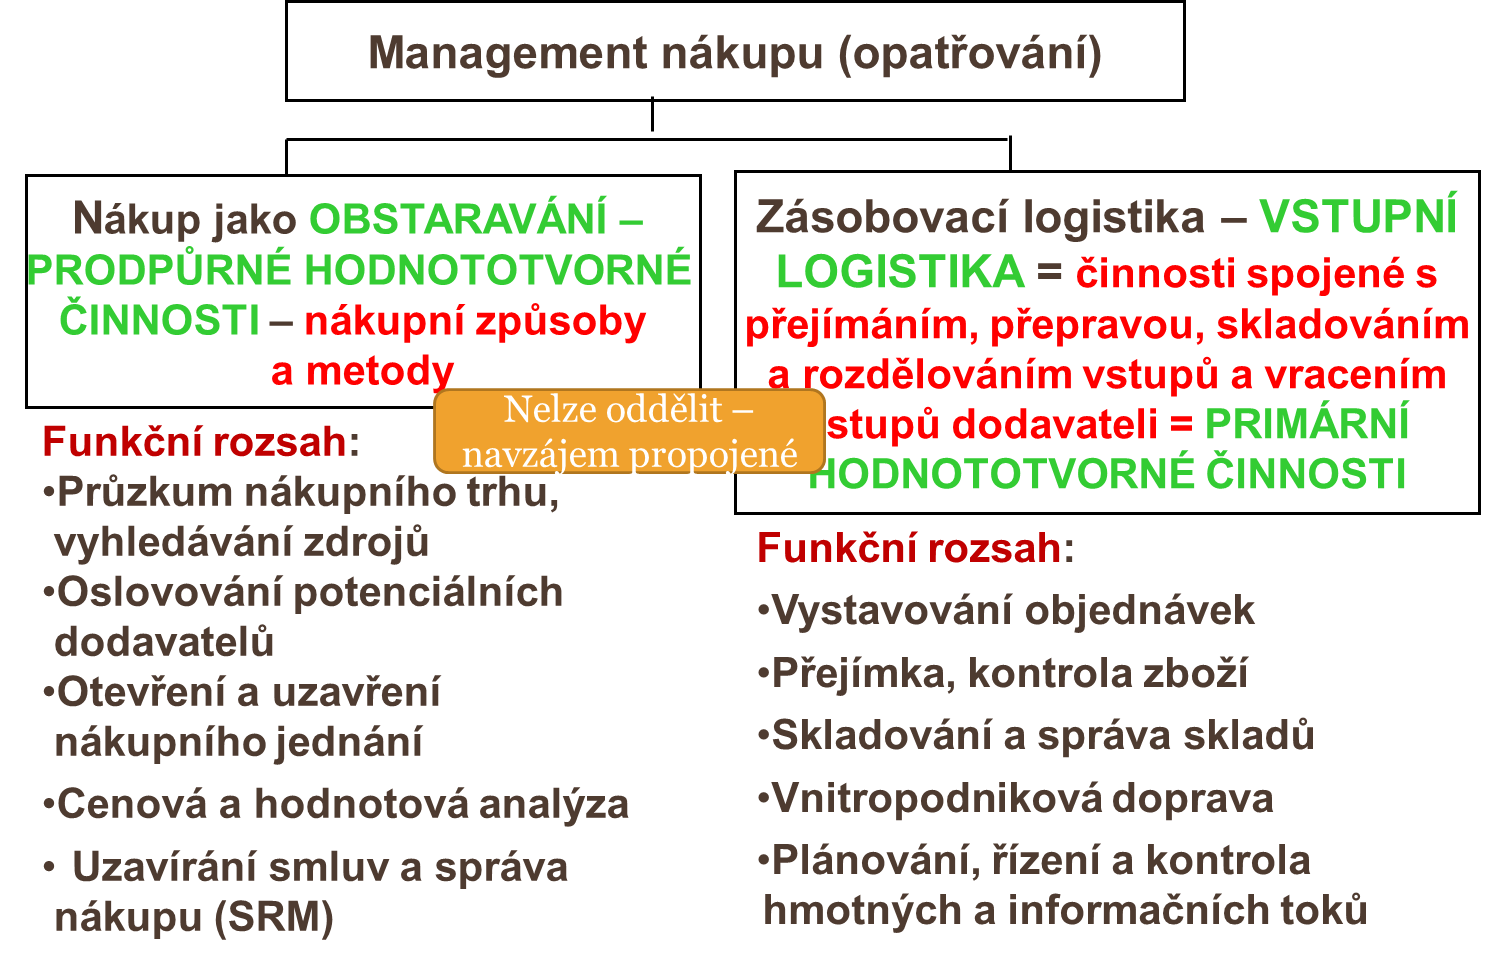 Management nákupu (opatřování)
Nákup jako OBSTARAVÁNÍ –
PRODPŮRNÉ HODNOTOTVORNÉ
ČINNOSTI – nákupní způsoby
a metody
Zásobovací logistika – VSTUPNÍ
LOGISTIKA = činnosti spojené s
přejímáním, přepravou, skladováním
a rozdělováním vstupů a vracením
stupů dodavateli = PRIMÁRNÍ
HODNOTOTVORNÉ ČINNOSTI
Nelze oddělit –
navzájem propojené
Funkční rozsah:
•Průzkum nákupního trhu,
vyhledávání zdrojů
•Oslovování potenciálních
dodavatelů
•Otevření a uzavření
nákupního jednání
•Cenová a hodnotová analýza
• Uzavírání smluv a správa
nákupu (SRM)
Funkční rozsah:
•Vystavování objednávek
•Přejímka, kontrola zboží
•Skladování a správa skladů
•Vnitropodniková doprava
•Plánování, řízení a kontrola
hmotných a informačních toků